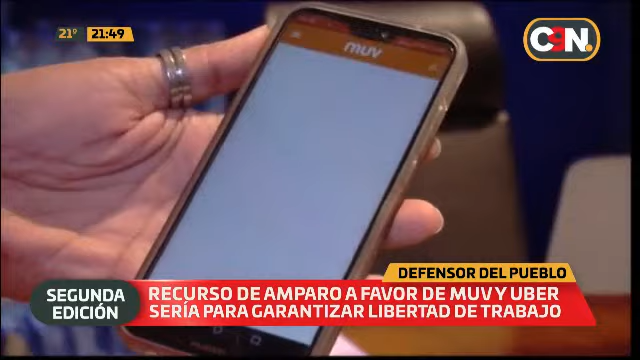 21°
21:49
C9N.
muv
DEFENSOR DEL PUEBLO
SEGUNDA
EDICIÓN
RECURSO DE AMPARO A FAVOR DE MUV Y UBER
SERÍA PARA GARANTIZAR LIBERTAD DE TRABAJO